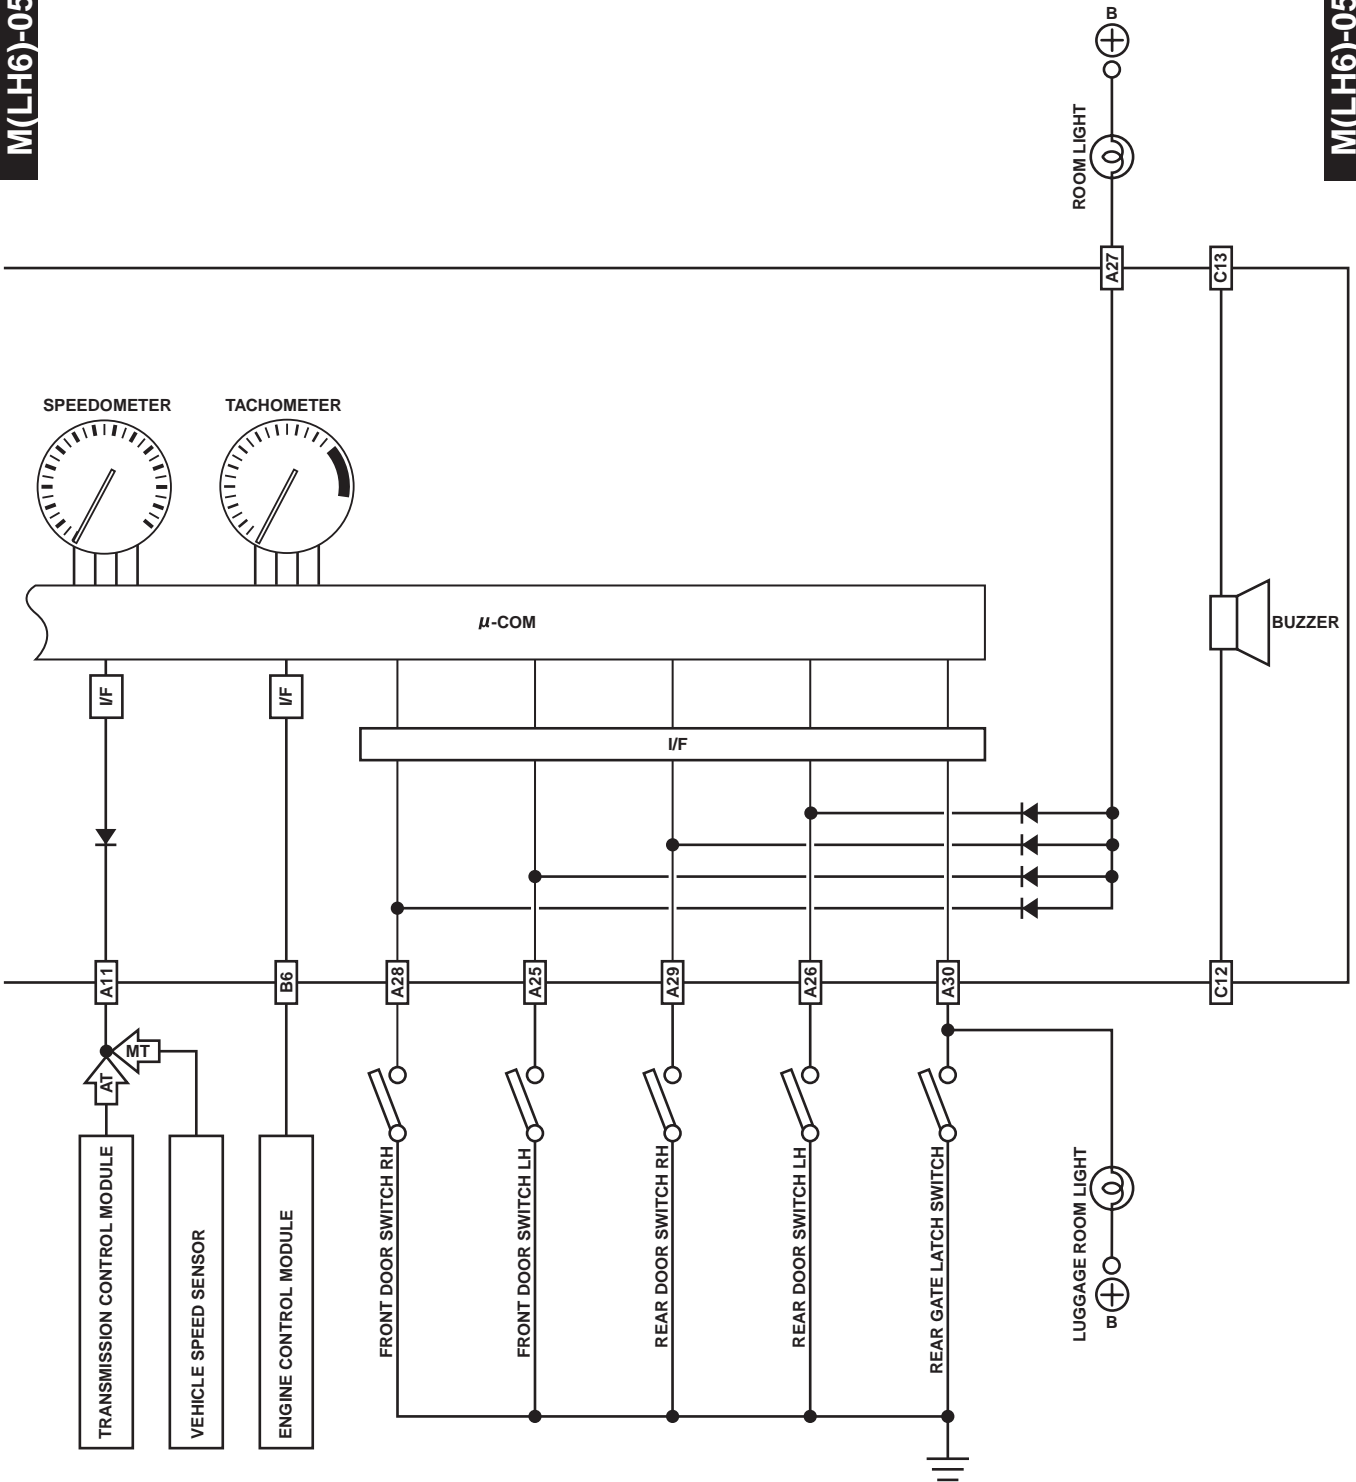 M(LH6)-05
M(LH6)-05
B
ROOM LIGHT
A27
C13
SPEEDOMETER
TACHOMETER
μ-COM
BUZZER
I/F
I/F
I/F
A11
B6
A28
A25
A29
A26
A30
C12
MT
AT
TRANSMISSION CONTROL MODULE
VEHICLE SPEED SENSOR
ENGINE CONTROL MODULE
FRONT DOOR SWITCH RH
FRONT DOOR SWITCH LH
REAR DOOR SWITCH RH
REAR DOOR SWITCH LH
REAR GATE LATCH SWITCH
LUGGAGE ROOM LIGHT
B